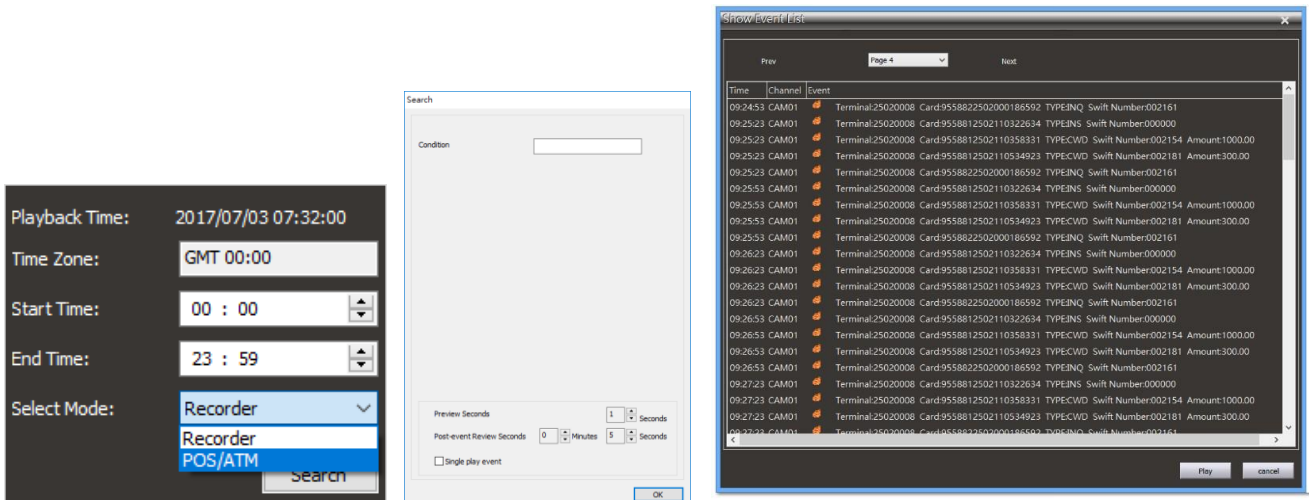 Playback Time: 2017/07/03 07:32:00
Time Zone: GMT 00:00
Start Time: 00 : 00
End Time: 23 : 59
Select Mode: Recorder
Recorder
POS/ATM
Search
Search
Condition
Preview Seconds 1 Seconds
Post-event Review Seconds 0 Minutes 5 Seconds
Single play event
OK
Show Event List
Prev Page 4 Next
Time Channel Event
09:24:53 CAM01 Terminal:25020008 Card:9558822502000186592 TYPE:INQ Swift Number:002161
09:25:23 CAM01 Terminal:25020008 Card:9558812502110322634 TYPE:INS Swift Number:000000
09:25:23 CAM01 Terminal:25020008 Card:9558812502110358331 TYPE:CWD Swift Number:002154 Amount:1000.00
09:25:23 CAM01 Terminal:25020008 Card:9558812502110534923 TYPE:CWD Swift Number:002181 Amount:300.00
09:25:23 CAM01 Terminal:25020008 Card:9558822502000186592 TYPE:INQ Swift Number:002161
09:25:53 CAM01 Terminal:25020008 Card:9558812502110322634 TYPE:INS Swift Number:000000
09:25:53 CAM01 Terminal:25020008 Card:9558812502110358331 TYPE:CWD Swift Number:002154 Amount:1000.00
09:25:53 CAM01 Terminal:25020008 Card:9558812502110534923 TYPE:CWD Swift Number:002181 Amount:300.00
09:25:53 CAM01 Terminal:25020008 Card:9558822502000186592 TYPE:INQ Swift Number:002161
09:26:23 CAM01 Terminal:25020008 Card:9558812502110322634 TYPE:INS Swift Number:000000
09:26:23 CAM01 Terminal:25020008 Card:9558812502110358331 TYPE:CWD Swift Number:002154 Amount:1000.00
09:26:23 CAM01 Terminal:25020008 Card:9558812502110534923 TYPE:CWD Swift Number:002181 Amount:300.00
09:26:23 CAM01 Terminal:25020008 Card:9558822502000186592 TYPE:INQ Swift Number:002161
09:26:53 CAM01 Terminal:25020008 Card:9558812502110322634 TYPE:INS Swift Number:000000
09:26:53 CAM01 Terminal:25020008 Card:9558812502110358331 TYPE:CWD Swift Number:002154 Amount:1000.00
09:26:53 CAM01 Terminal:25020008 Card:9558812502110534923 TYPE:CWD Swift Number:002181 Amount:300.00
09:26:53 CAM01 Terminal:25020008 Card:9558822502000186592 TYPE:INQ Swift Number:002161
09:27:23 CAM01 Terminal:25020008 Card:9558812502110322634 TYPE:INS Swift Number:000000
09:27:23 CAM01 Terminal:25020008 Card:9558812502110358331 TYPE:CWD Swift Number:002154 Amount:1000.00
09:27:23 CAM01 Terminal:25020008 Card:9558812502110534923 TYPE:CWD Swift Number:002181 Amount:300.00
09:27:23 CAM01 Terminal:25020008 Card:9558822502000186592 TYPE:INQ Swift Number:002161
Play cancel